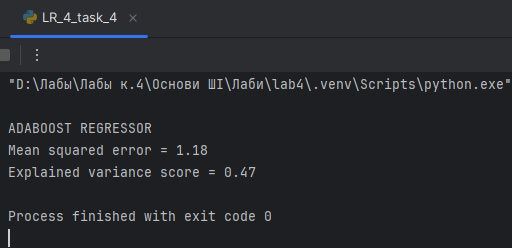 LR_4_task_4
"D:\Лабы\Лабы к.4\Основи ШІ\Лаби\lab4\.venv\Scripts\python.exe"
ADABOOST REGRESSOR
Mean squared error = 1.18
Explained variance score = 0.47
Process finished with exit code 0